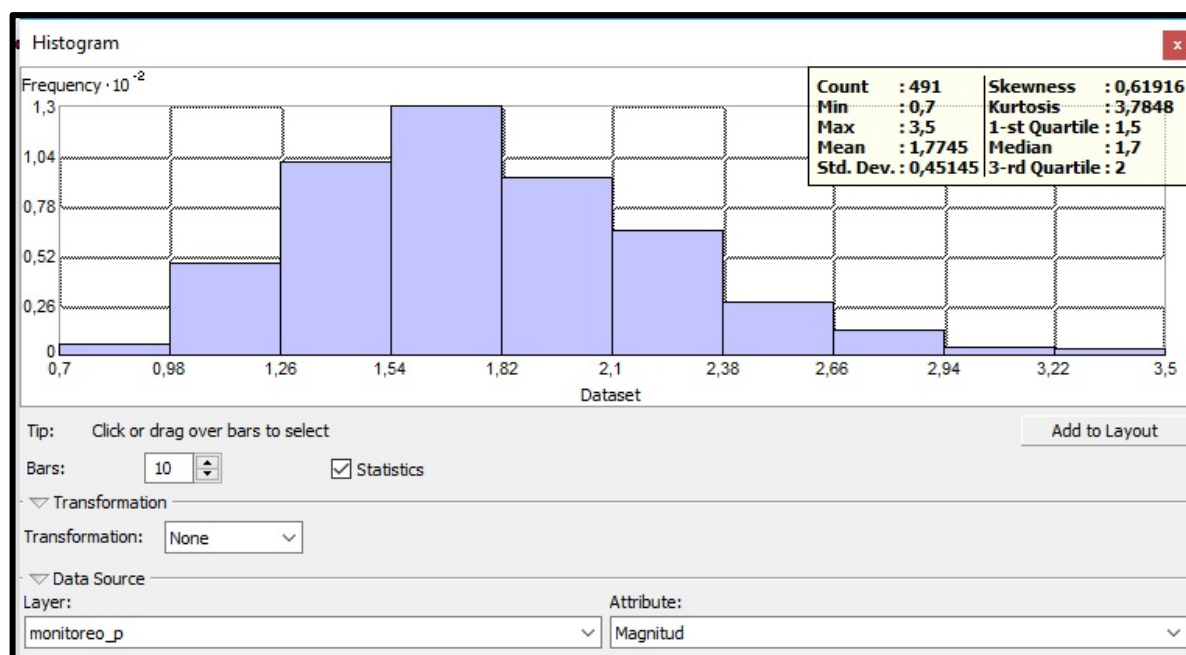 Histogram
x
Frequency · 10 -2
Count : 491 Skewness : 0,61916
Min : 0,7 Kurtosis : 3,7848
Max : 3,5 1-st Quartile : 1,5
Mean : 1,7745 Median : 1,7
Std. Dev. : 0,45145 3-rd Quartile : 2
1,3
1,04
0,78
0,52
0,26
0
0,7 0,98 1,26 1,54 1,82 2,1 2,38 2,66 2,94 3,22 3,5
Dataset
Tip: Click or drag over bars to select Add to Layout
Bars: 10 Statistics
Transformation
Transformation: None
Data Source
Layer: Attribute:
monitoreo_p Magnitud